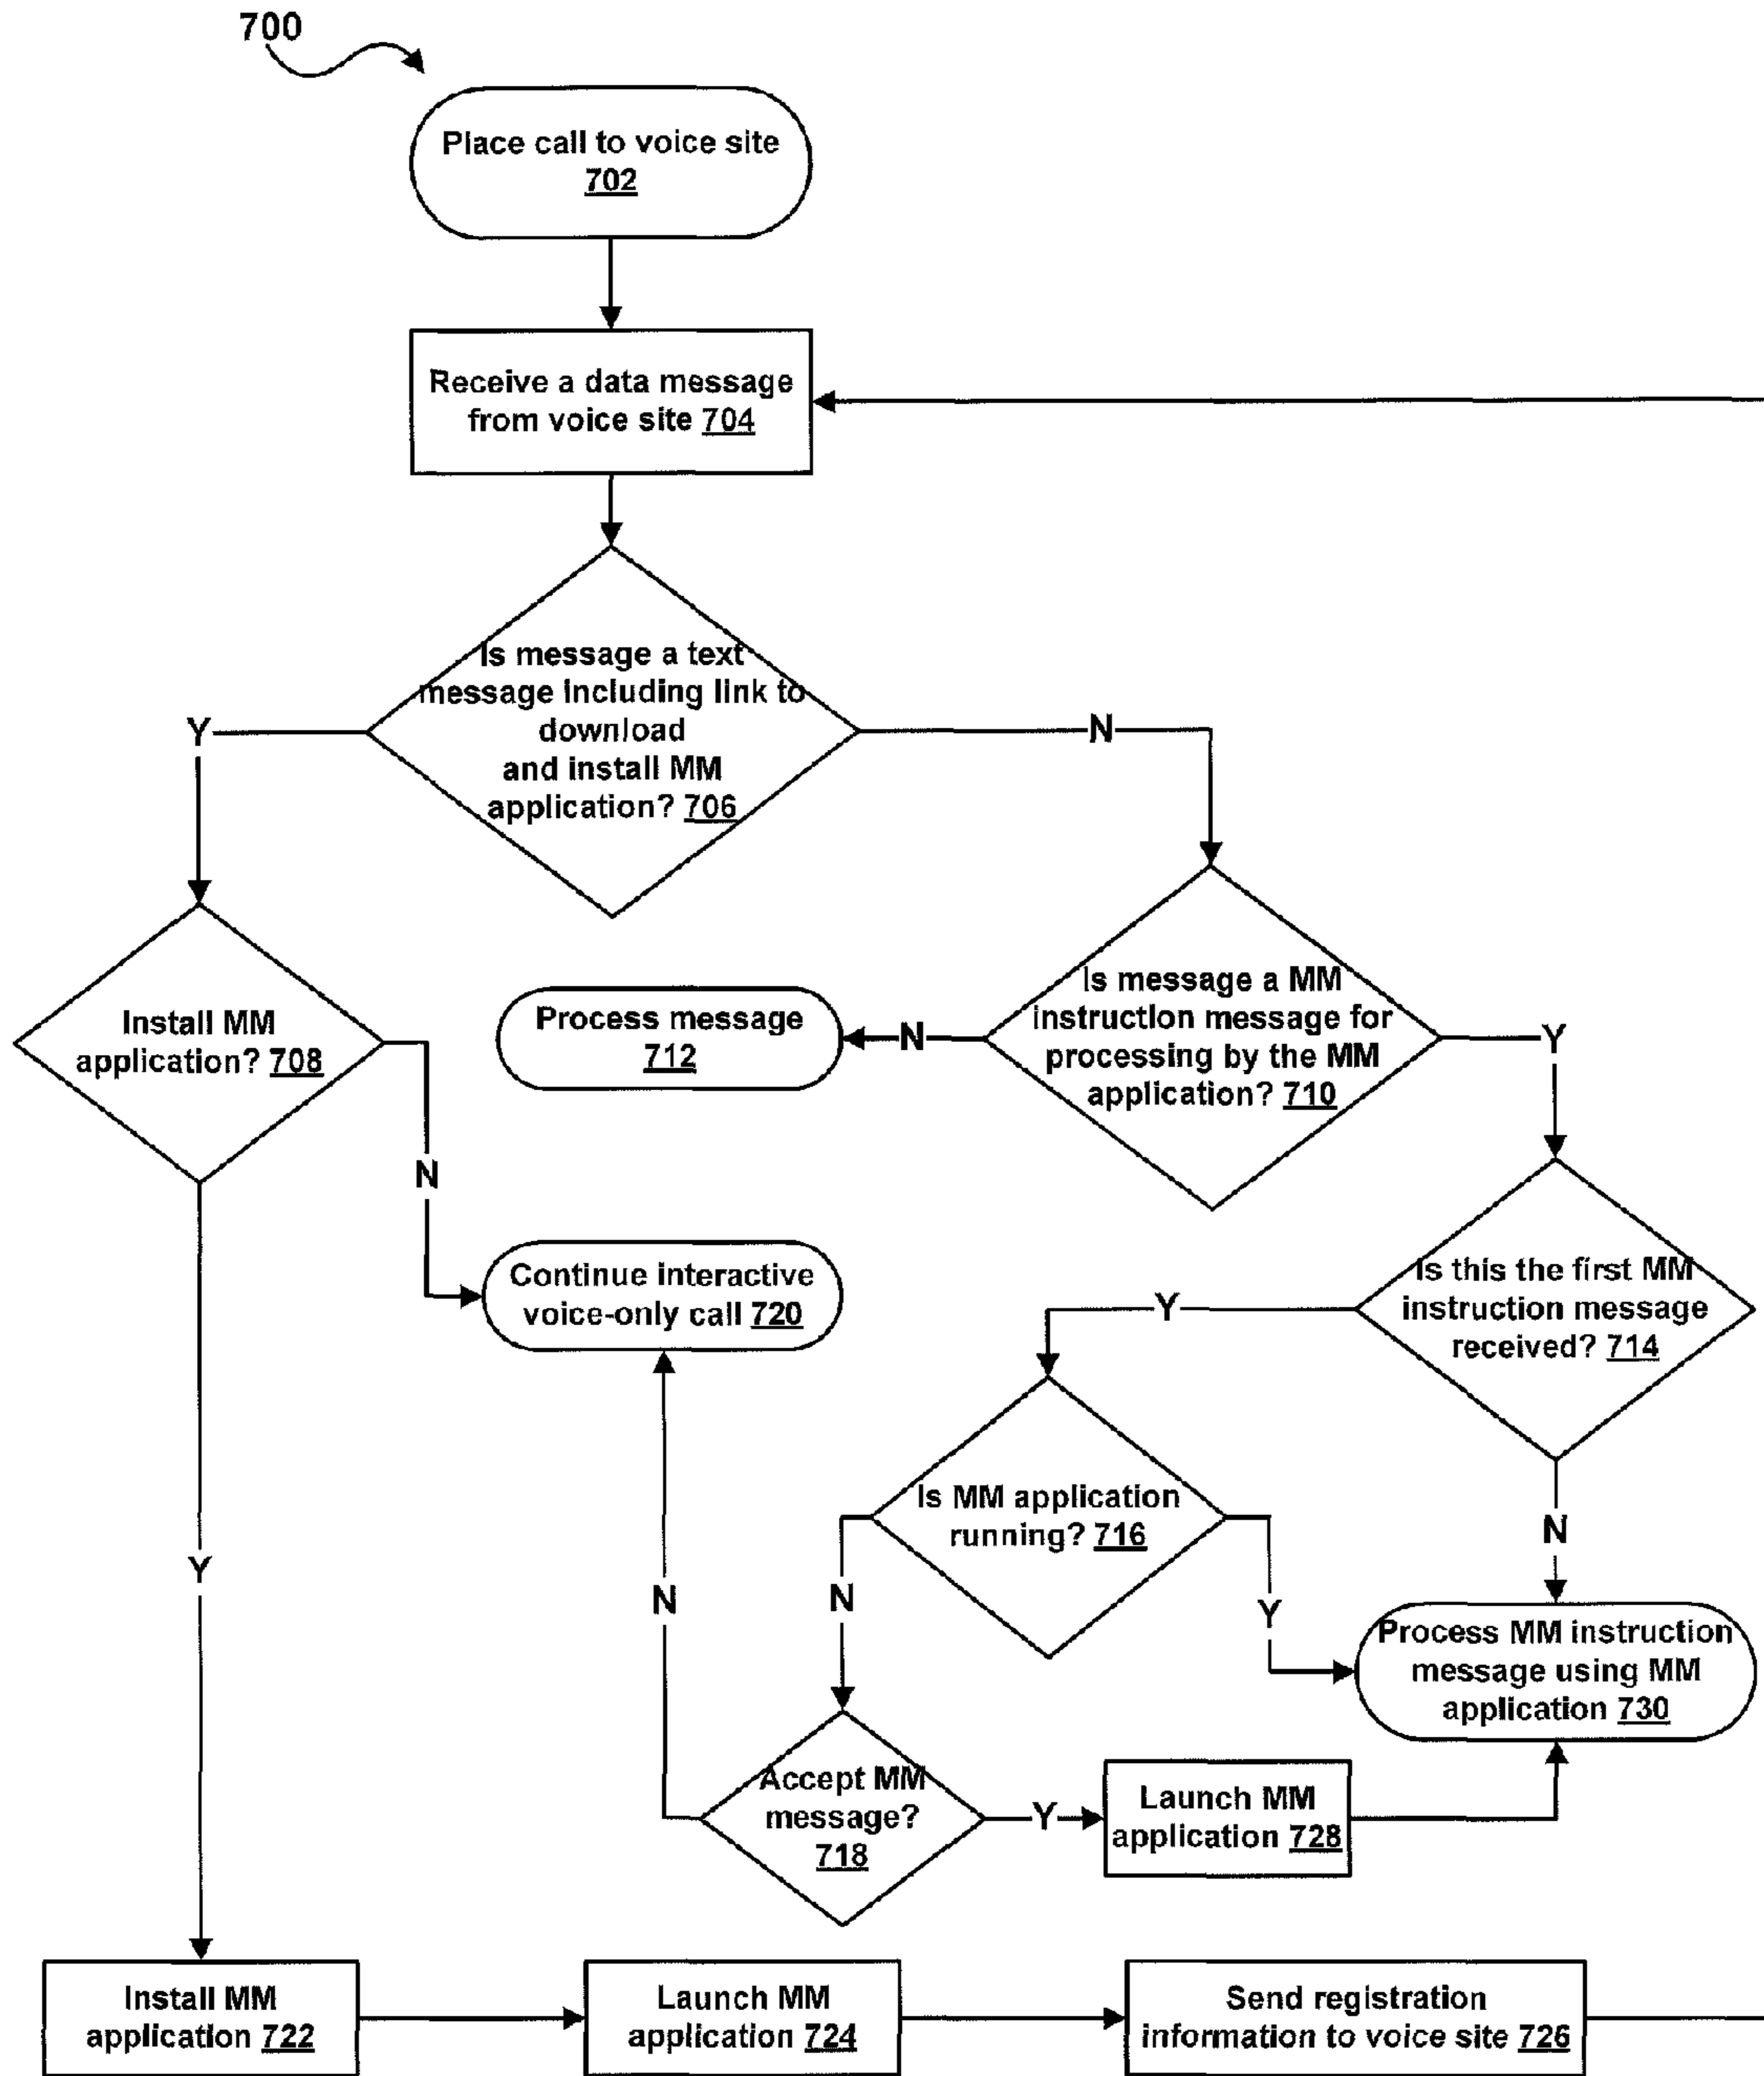 700
Place call to voice site
702
Receive a data message
from voice site 704
Is message a text
message including link to
download
and install MM
application? 706
Y
N
Install MM
application? 708
Process message
712
N
Is message a MM
instruction message for
processing by the MM
application? 710
Y
N
Continue interactive
voice-only call 720
Is this the first MM
instruction message
received? 714
Y
Is MM application
running? 716
N
Y
N
Y
N
Process MM instruction
message using MM
application 730
Accept MM
message?
718
Y
Launch MM
application 728
Install MM
application 722
Launch MM
application 724
Send registration
information to voice site 726